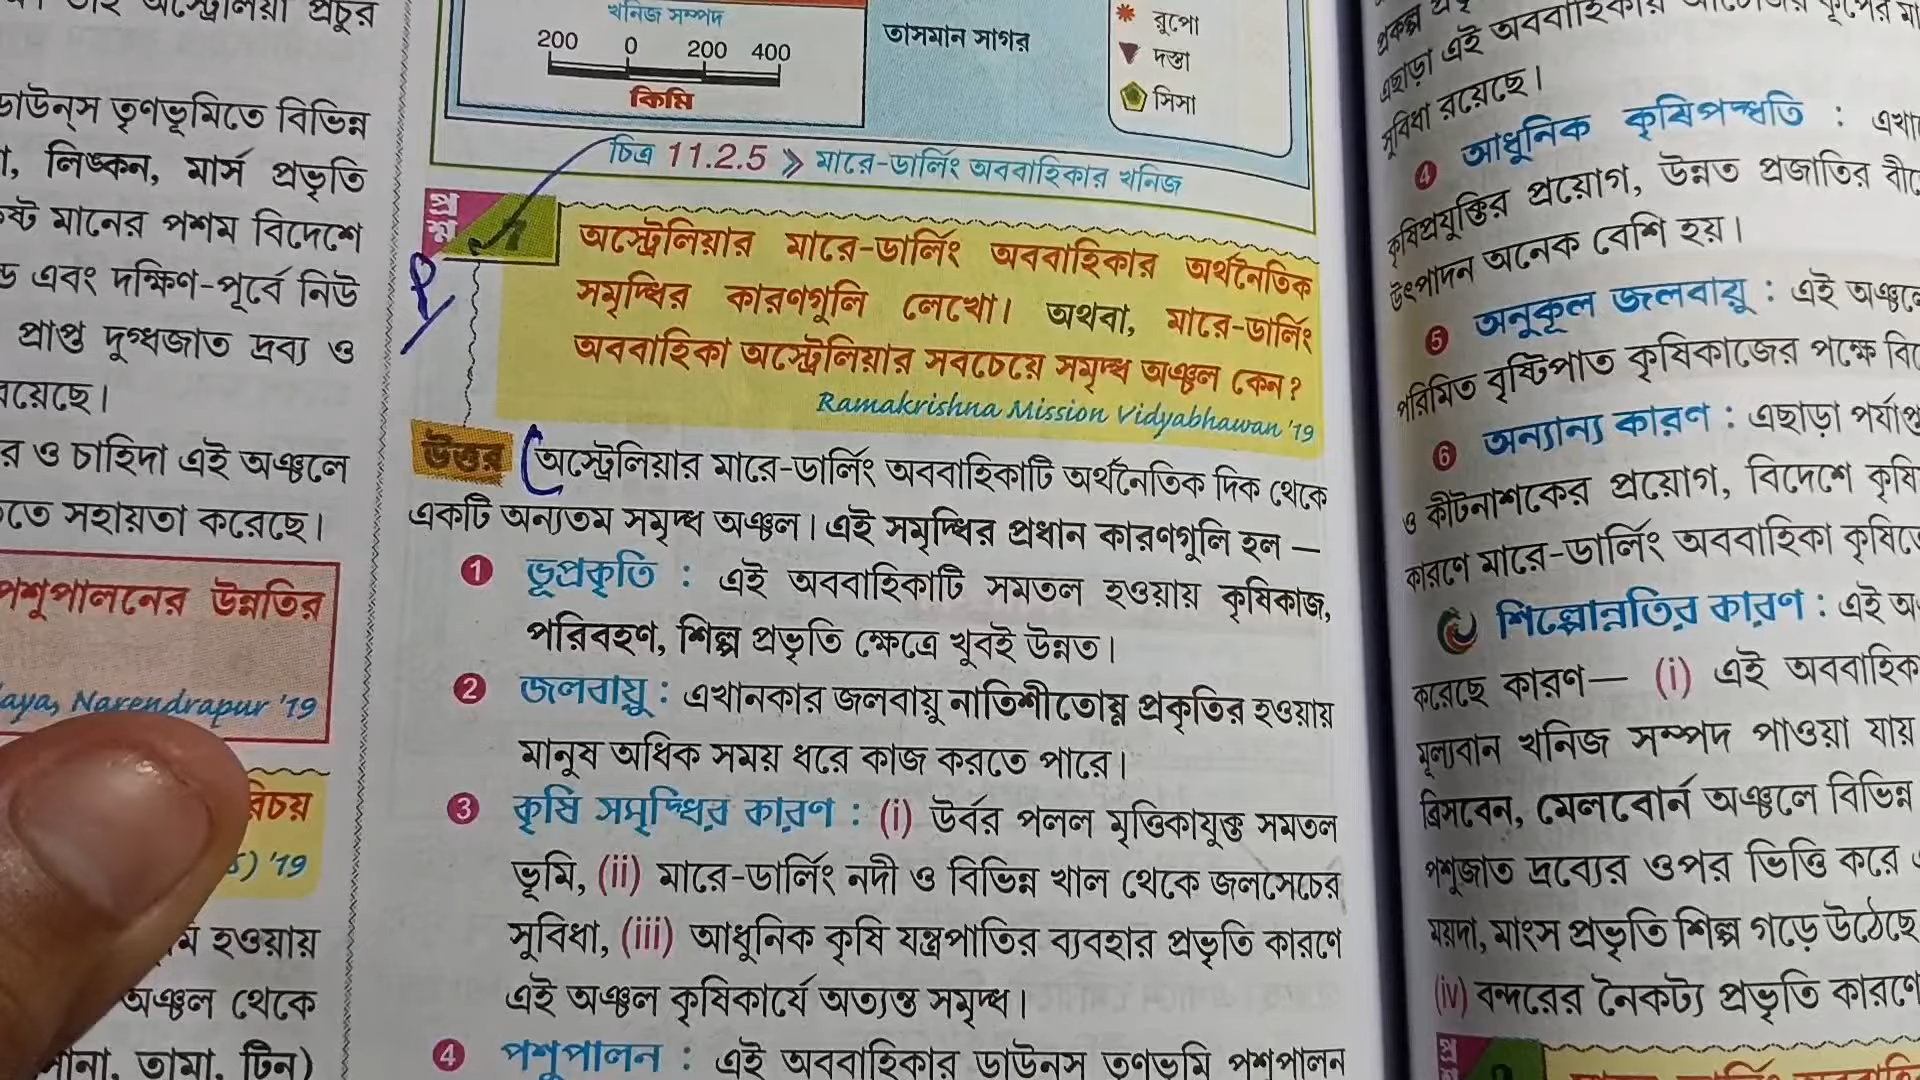 অস্ট্রেলিয়া প্রচুর
ডাউন্‌স তৃণভূমিতে বিভিন্ন
লিঙ্কন, মার্স প্রভৃতি
মানের পশম বিদেশে
এবং দক্ষিণ-পূর্বে নিউ
প্রাপ্ত দুগ্ধজাত দ্রব্য ও
রয়েছে।
র ও চাহিদা এই অঞ্চলে
তে সহায়তা করেছে।
পশুপালনের উন্নতির
Narendrapur '19
'19
হওয়ায়
অঞ্চল থেকে
তামা, টিন)
খনিজ সম্পদ
200 0 200 400
কিমি
তাসমান সাগর
রুপো
দস্তা
সিসা
চিত্র 11.2.5 » মারে-ডার্লিং অববাহিকার খনিজ
প্রশ্ন
অস্ট্রেলিয়ার মারে-ডার্লিং অববাহিকার অর্থনৈতিক
সমৃদ্ধির কারণগুলি লেখো। অথবা, মারে-ডার্লিং
অববাহিকা অস্ট্রেলিয়ার সবচেয়ে সমৃদ্ধ অঞ্চল কেন?
Ramakrishna Mission Vidyabhawan '19
উত্তর অস্ট্রেলিয়ার মারে-ডার্লিং অববাহিকাটি অর্থনৈতিক দিক থেকে
একটি অন্যতম সমৃদ্ধ অঞ্চল। এই সমৃদ্ধির প্রধান কারণগুলি হল —
1 ভূপ্রকৃতি : এই অববাহিকাটি সমতল হওয়ায় কৃষিকাজ,
পরিবহণ, শিল্প প্রভৃতি ক্ষেত্রে খুবই উন্নত।
2 জলবায়ু : এখানকার জলবায়ু নাতিশীতোষ্ণ প্রকৃতির হওয়ায়
মানুষ অধিক সময় ধরে কাজ করতে পারে।
3 কৃষি সমৃদ্ধির কারণ : (i) উর্বর পলল মৃত্তিকাযুক্ত সমতল
ভূমি, (ii) মারে-ডার্লিং নদী ও বিভিন্ন খাল থেকে জলসেচের
সুবিধা, (iii) আধুনিক কৃষি যন্ত্রপাতির ব্যবহার প্রভৃতি কারণে
এই অঞ্চল কৃষিকার্যে অত্যন্ত সমৃদ্ধ।
4 পশুপালন : এই অববাহিকার ডাউনস তৃণভূমি পশুপালন
এছাড়া এই অববাহিকায়
সুবিধা রয়েছে।
4 আধুনিক কৃষিপদ্ধতি :
কৃষিপ্রযুক্তির প্রয়োগ, উন্নত প্রজাতির
উৎপাদন অনেক বেশি হয়।
5 অনুকূল জলবায়ু : এই
পরিমিত বৃষ্টিপাত কৃষিকাজের পক্ষে
6 অন্যান্য কারণ : এছাড়া
ও কীটনাশকের প্রয়োগ, বিদেশে কৃষি
কারণে মারে-ডার্লিং অববাহিকা
শিল্পোন্নতির কারণ : এই
করেছে কারণ— (i) এই
মূল্যবান খনিজ সম্পদ পাওয়া যায়
ব্রিসবেন, মেলবোর্ন অঞ্চলে বিভিন্ন
পশুজাত দ্রব্যের ওপর ভিত্তি করে
ময়দা, মাংস প্রভৃতি শিল্প গড়ে উঠেছে
(iv) বন্দরের নৈকট্য প্রভৃতি কারণে